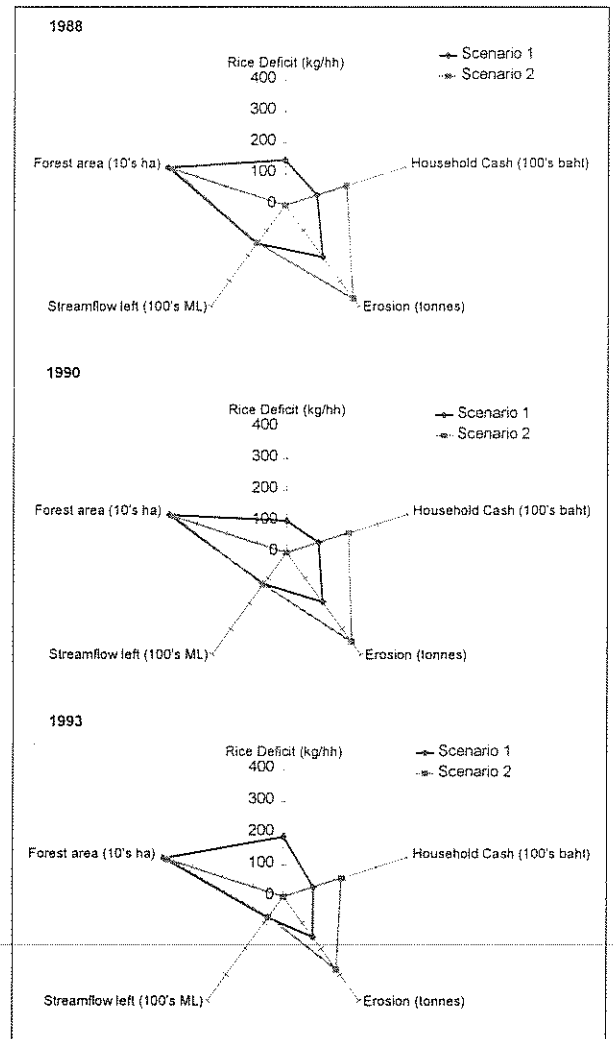 1988
Rice Deficit (kg/hh)
Scenario 1
Scenario 2
400
300
200
100
0
Forest area (10's ha)
Household Cash (100's baht)
Streamflow left (100's ML)
Erosion (tonnes)
1990
Rice Deficit (kg/hh)
Scenario 1
Scenario 2
400
300
200
100
0
Forest area (10's ha)
Household Cash (100's baht)
Streamflow left (100's ML)
Erosion (tonnes)
1993
Rice Deficit (kg/hh)
Scenario 1
Scenario 2
400
300
200
100
0
Forest area (10's ha)
Household Cash (100's baht)
Streamflow left (100's ML)
Erosion (tonnes)